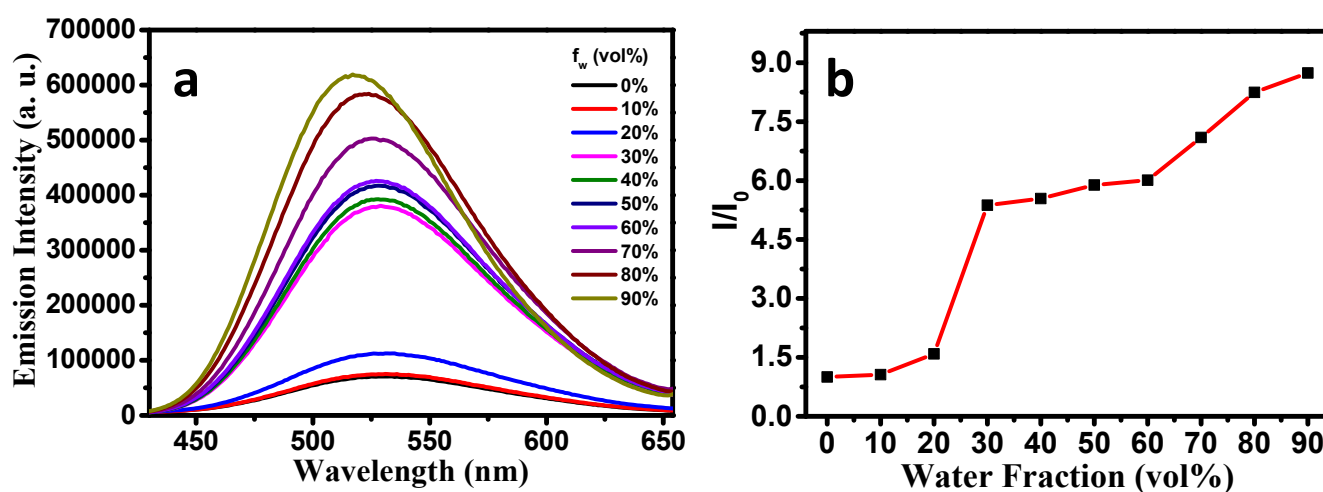 a
f_w (vol%)
0%
10%
20%
30%
40%
50%
60%
70%
80%
90%
700000
600000
500000
400000
300000
200000
100000
0
450 500 550 600 650
Emission Intensity (a. u.)
Wavelength (nm)
b
9.0
7.5
6.0
4.5
3.0
1.5
0.0
0 10 20 30 40 50 60 70 80 90
I/I_0
Water Fraction (vol%)